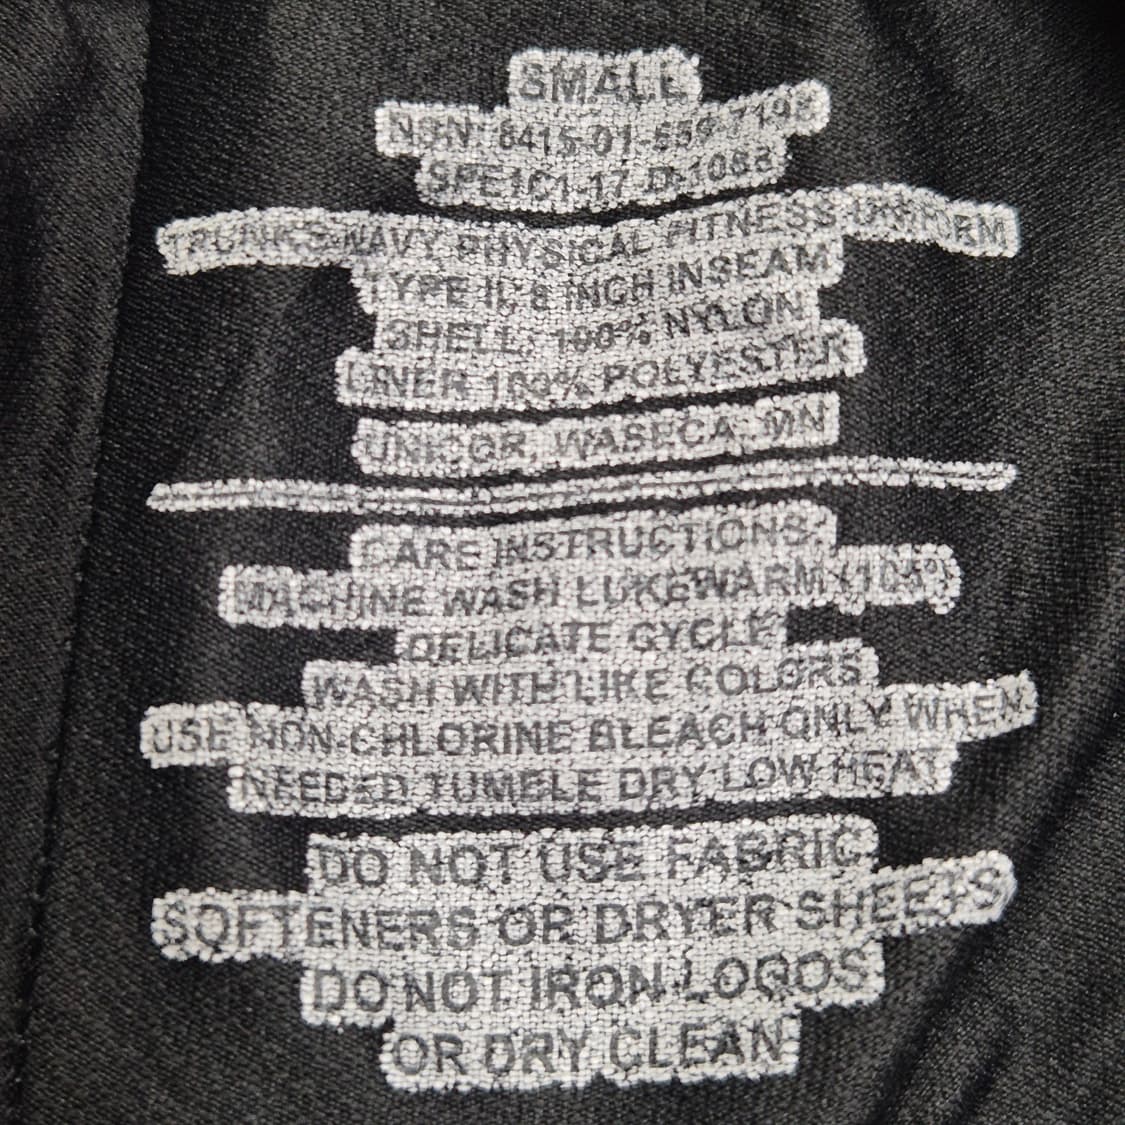 SMALL
NSN: 8415-01-559-7198
SPE1C1-17-D-1088
TRUNKS NAVY PHYSICAL FITNESS UNIFORM
TYPE II: 8 INCH INSEAM
SHELL: 100% NYLON
LINER 100% POLYESTER
UNICOR, WASECA, MN
CARE INSTRUCTIONS:
MACHINE WASH LUKEWARM (105°)
DELICATE CYCLE
WASH WITH LIKE COLORS
USE NON-CHLORINE BLEACH ONLY WHEN
NEEDED TUMBLE DRY LOW HEAT
DO NOT USE FABRIC
SOFTENERS OR DRYER SHEETS
DO NOT IRON LOGOS
OR DRY CLEAN